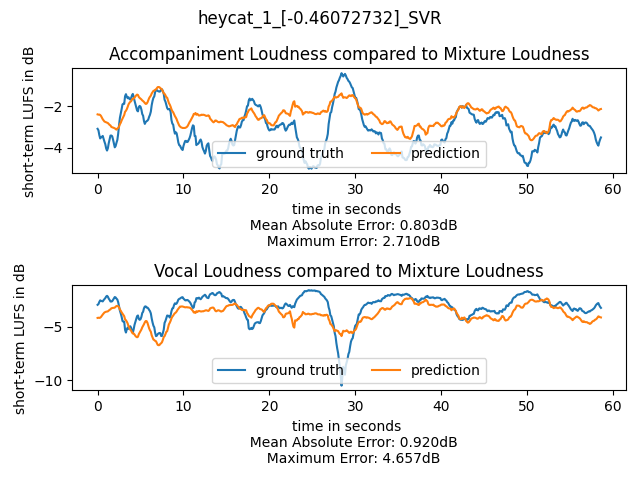 heycat_1_[-0.46072732]_SVR
Accompaniment Loudness compared to Mixture Loudness
short-term LUFS in dB
−2
−4
ground truth
prediction
0 10 20 30 40 50 60
time in seconds
Mean Absolute Error: 0.803dB
Maximum Error: 2.710dB
Vocal Loudness compared to Mixture Loudness
short-term LUFS in dB
−5
−10
ground truth
prediction
0 10 20 30 40 50 60
time in seconds
Mean Absolute Error: 0.920dB
Maximum Error: 4.657dB